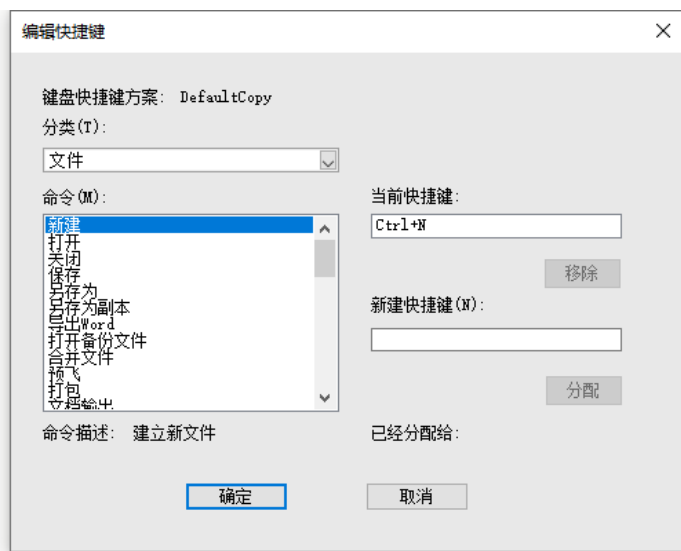 编辑快捷键
键盘快捷键方案: DefaultCopy
分类(T):
文件
命令(M):
新建
打开
关闭
保存
另存为
另存为副本
导出Word
打开备份文件
合并文件
预飞
打包
文档输出
命令描述: 建立新文件
当前快捷键:
Ctrl+N
移除
新建快捷键(N):
分配
已经分配给:
确定
取消